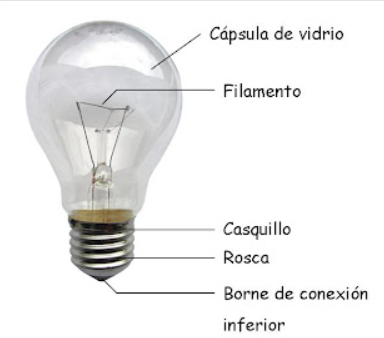 Cápsula de vidrio
Filamento
Casquillo
Rosca
Borne de conexión
inferior